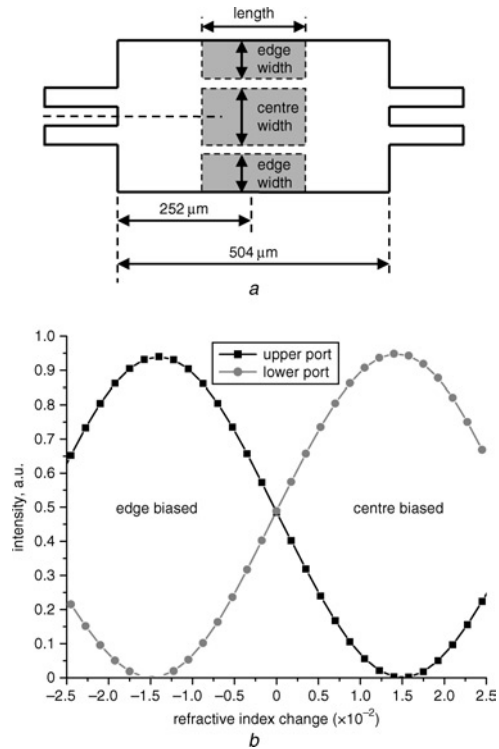 length
edge
width
centre
width
edge
width
252 µm
504 µm
a
1.0
0.9
0.8
0.7
0.6
0.5
0.4
0.3
0.2
0.1
0
intensity, a.u.
upper port
lower port
edge biased
centre biased
−2.5 −2.0 −1.5 −1.0 −0.5 0 0.5 1.0 1.5 2.0 2.5
refractive index change (×10⁻²)
b